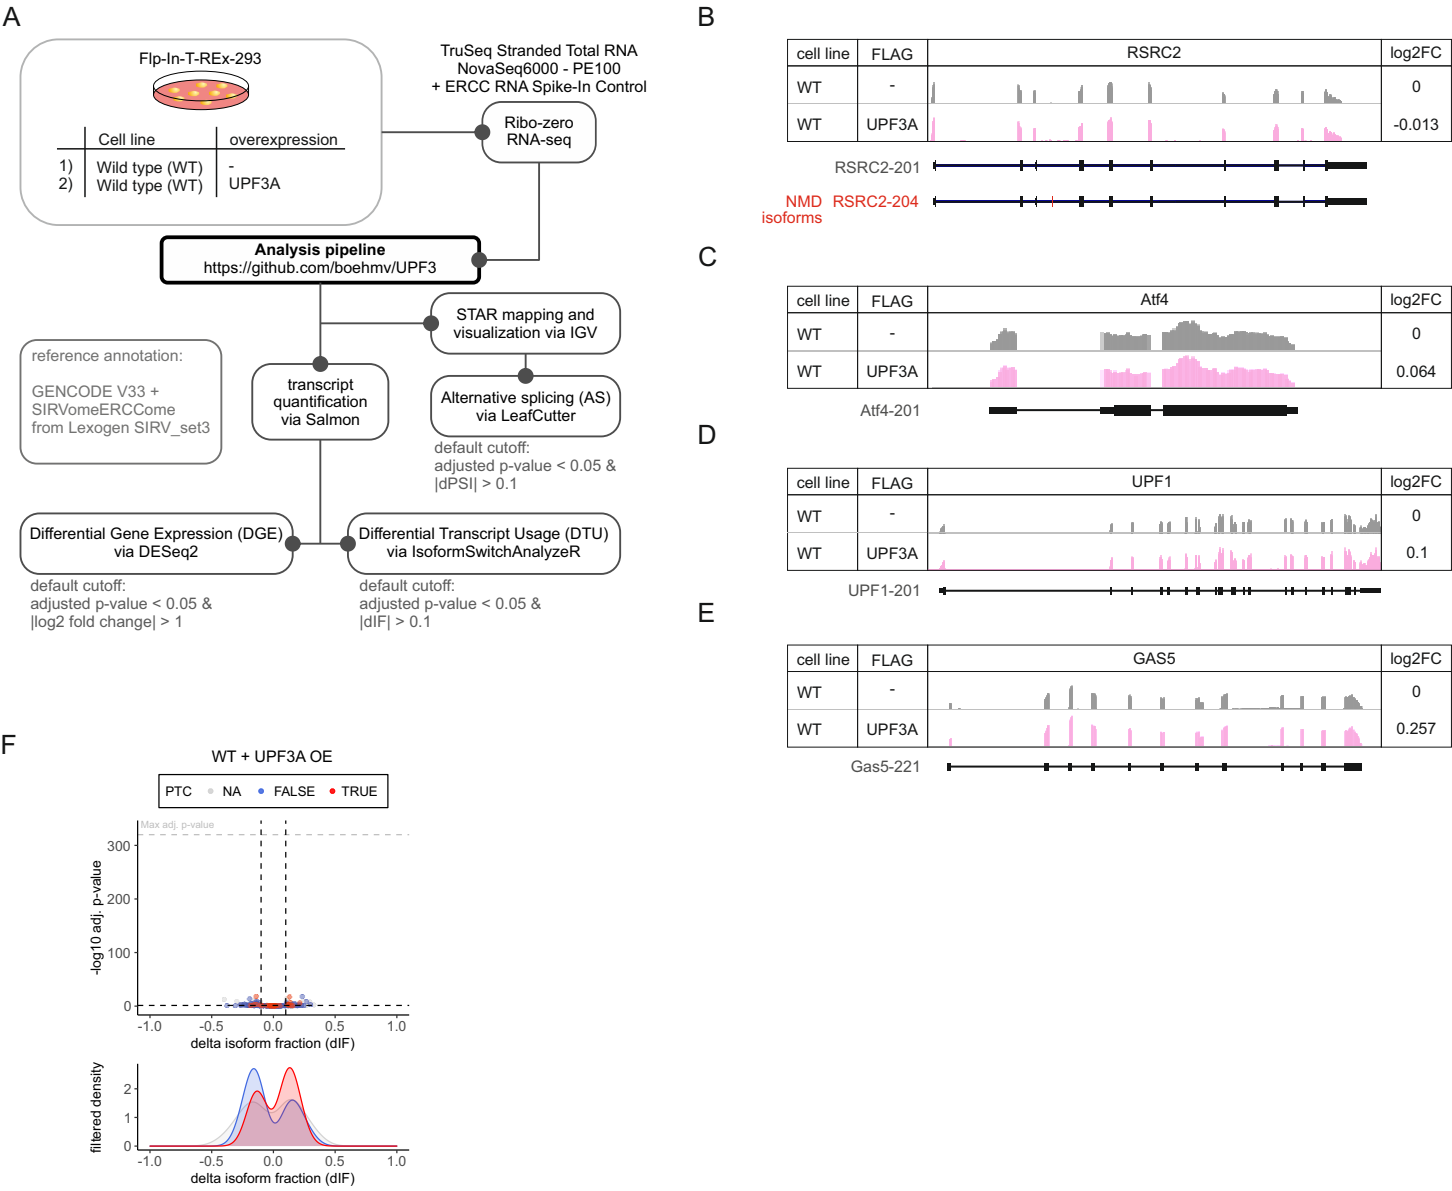 A
Flp-In-T-REx-293
Cell line overexpression
1) Wild type (WT) -
2) Wild type (WT) UPF3A
TruSeq Stranded Total RNA
NovaSeq6000 - PE100
+ ERCC RNA Spike-In Control
Ribo-zero
RNA-seq
Analysis pipeline
https://github.com/boehmv/UPF3
STAR mapping and
visualization via IGV
reference annotation:
GENCODE V33 +
SIRVomeERCCome
from Lexogen SIRV_set3
transcript
quantification
via Salmon
Alternative splicing (AS)
via LeafCutter
default cutoff:
adjusted p-value < 0.05 &
|dPSI| > 0.1
Differential Gene Expression (DGE)
via DESeq2
default cutoff:
adjusted p-value < 0.05 &
|log2 fold change| > 1
Differential Transcript Usage (DTU)
via IsoformSwitchAnalyzeR
default cutoff:
adjusted p-value < 0.05 &
|dIF| > 0.1
B
cell line FLAG RSRC2 log2FC
WT - 0
WT UPF3A -0.013
RSRC2-201
NMD RSRC2-204
isoforms
C
cell line FLAG Atf4 log2FC
WT - 0
WT UPF3A 0.064
Atf4-201
D
cell line FLAG UPF1 log2FC
WT - 0
WT UPF3A 0.1
UPF1-201
E
cell line FLAG GAS5 log2FC
WT - 0
WT UPF3A 0.257
Gas5-221
F
WT + UPF3A OE
PTC NA FALSE TRUE
Max adj. p-value
300
200
100
0
-log10 adj. p-value
-1.0 -0.5 0.0 0.5 1.0
delta isoform fraction (dIF)
2
1
0
filtered density
-1.0 -0.5 0.0 0.5 1.0
delta isoform fraction (dIF)